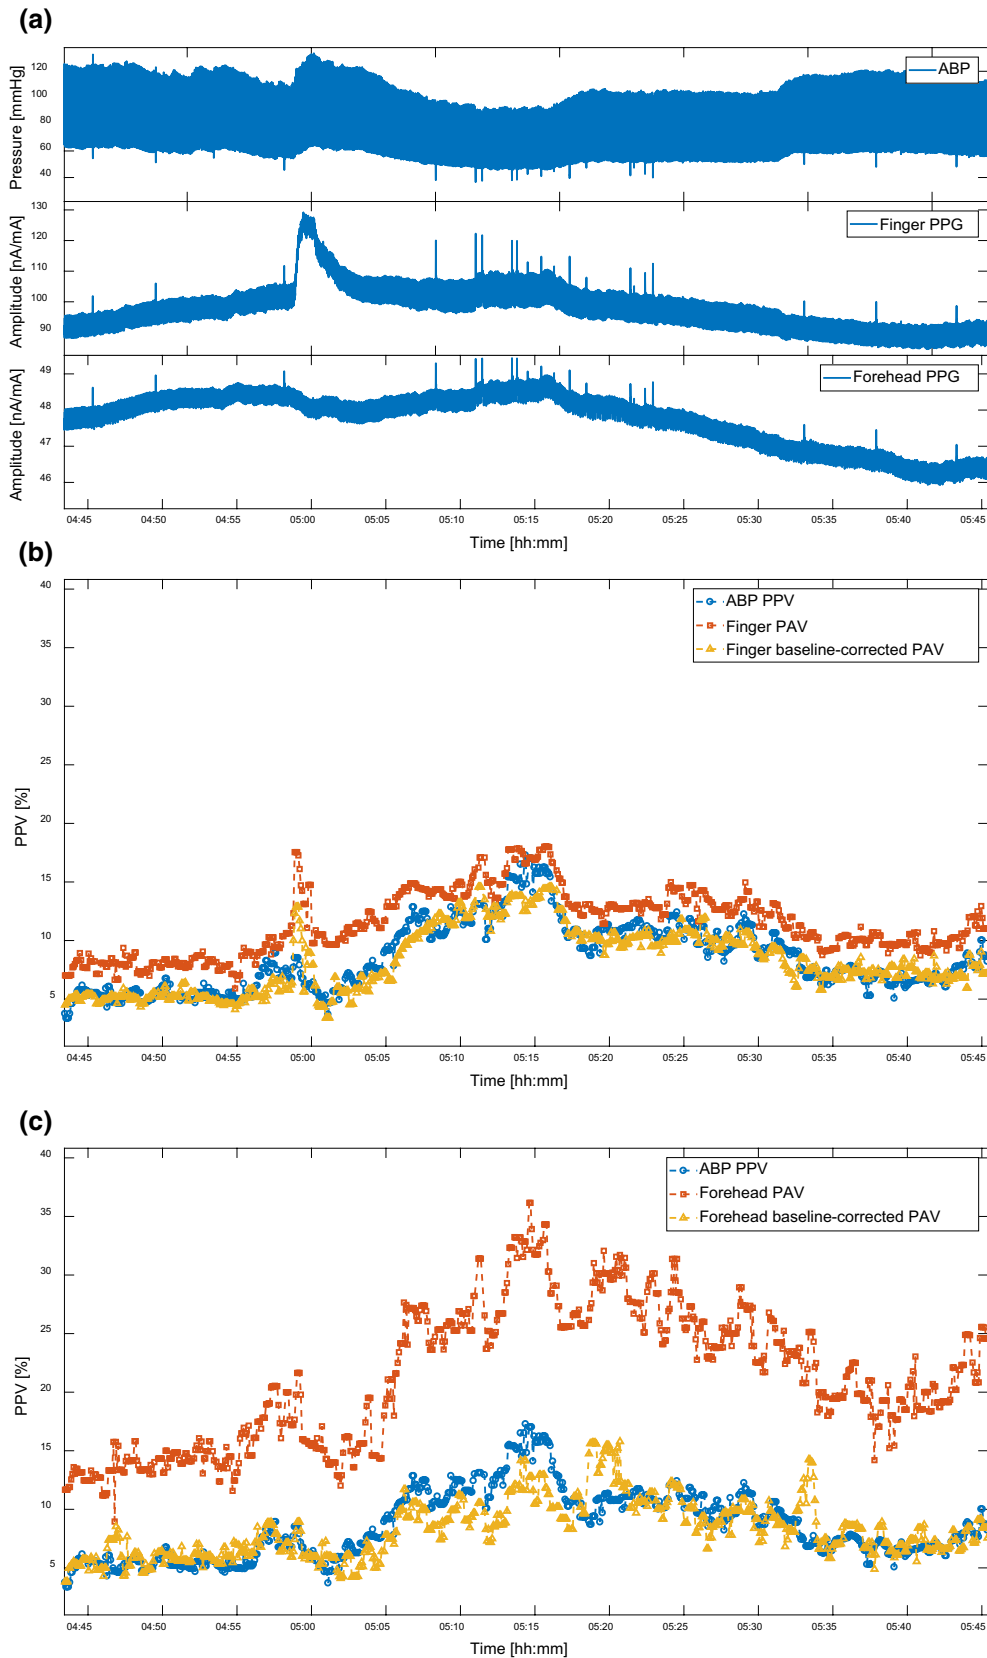 (a)
Pressure [mmHg]
120
100
80
60
40
ABP
Amplitude [nA/mA]
130
120
110
100
90
Finger PPG
Amplitude [nA/mA]
49
48
47
46
Forehead PPG
04:45 04:50 04:55 05:00 05:05 05:10 05:15 05:20 05:25 05:30 05:35 05:40 05:45
Time [hh:mm]
(b)
PPV [%]
40
35
30
25
20
15
10
5
ABP PPV
Finger PAV
Finger baseline-corrected PAV
04:45 04:50 04:55 05:00 05:05 05:10 05:15 05:20 05:25 05:30 05:35 05:40 05:45
Time [hh:mm]
(c)
PPV [%]
40
35
30
25
20
15
10
5
ABP PPV
Forehead PAV
Forehead baseline-corrected PAV
04:45 04:50 04:55 05:00 05:05 05:10 05:15 05:20 05:25 05:30 05:35 05:40 05:45
Time [hh:mm]